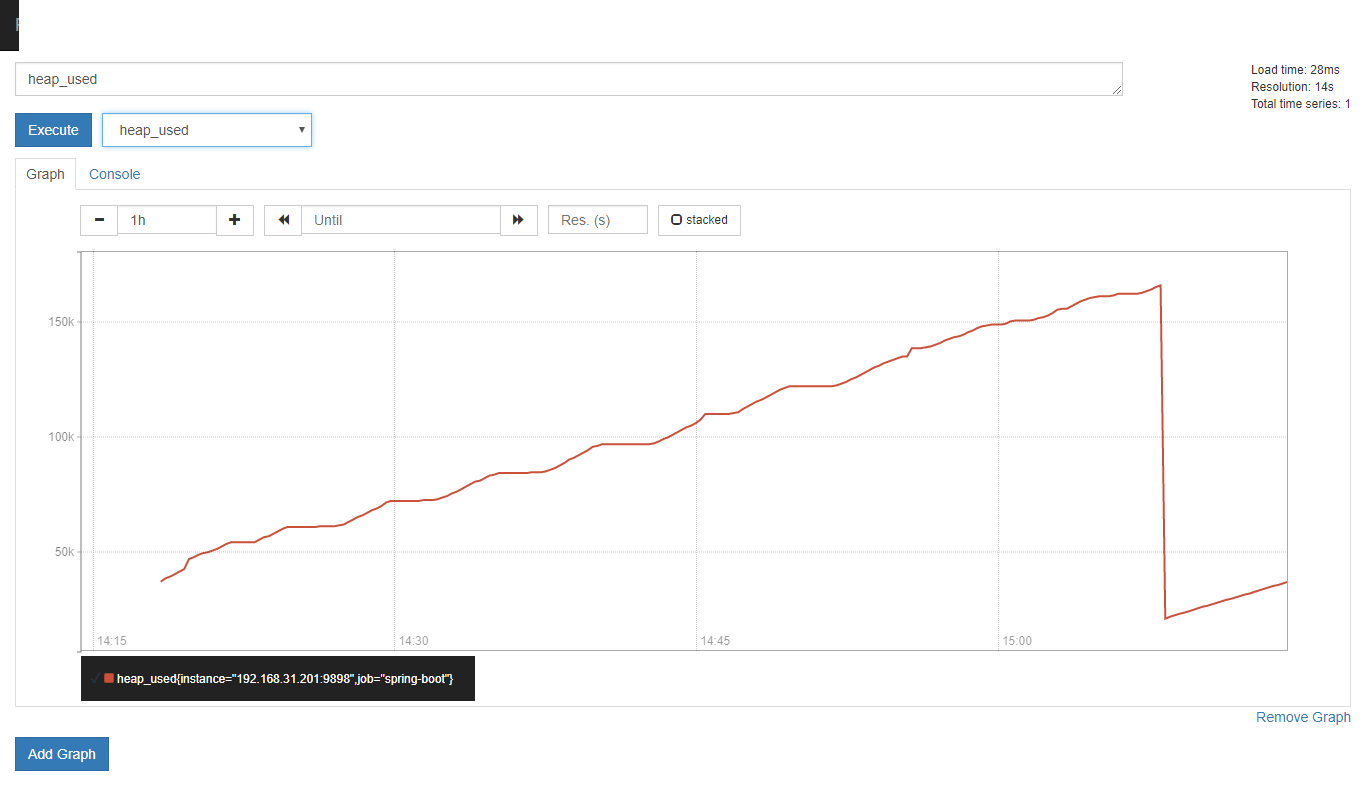 heap_used
Load time: 28ms
Resolution: 14s
Total time series: 1
Execute
heap_used
Graph
Console
1h
Until
Res. (s)
stacked
150k
100k
50k
14:15
14:30
14:45
15:00
heap_used{instance="192.168.31.201:9898",job="spring-boot"}
Remove Graph
Add Graph